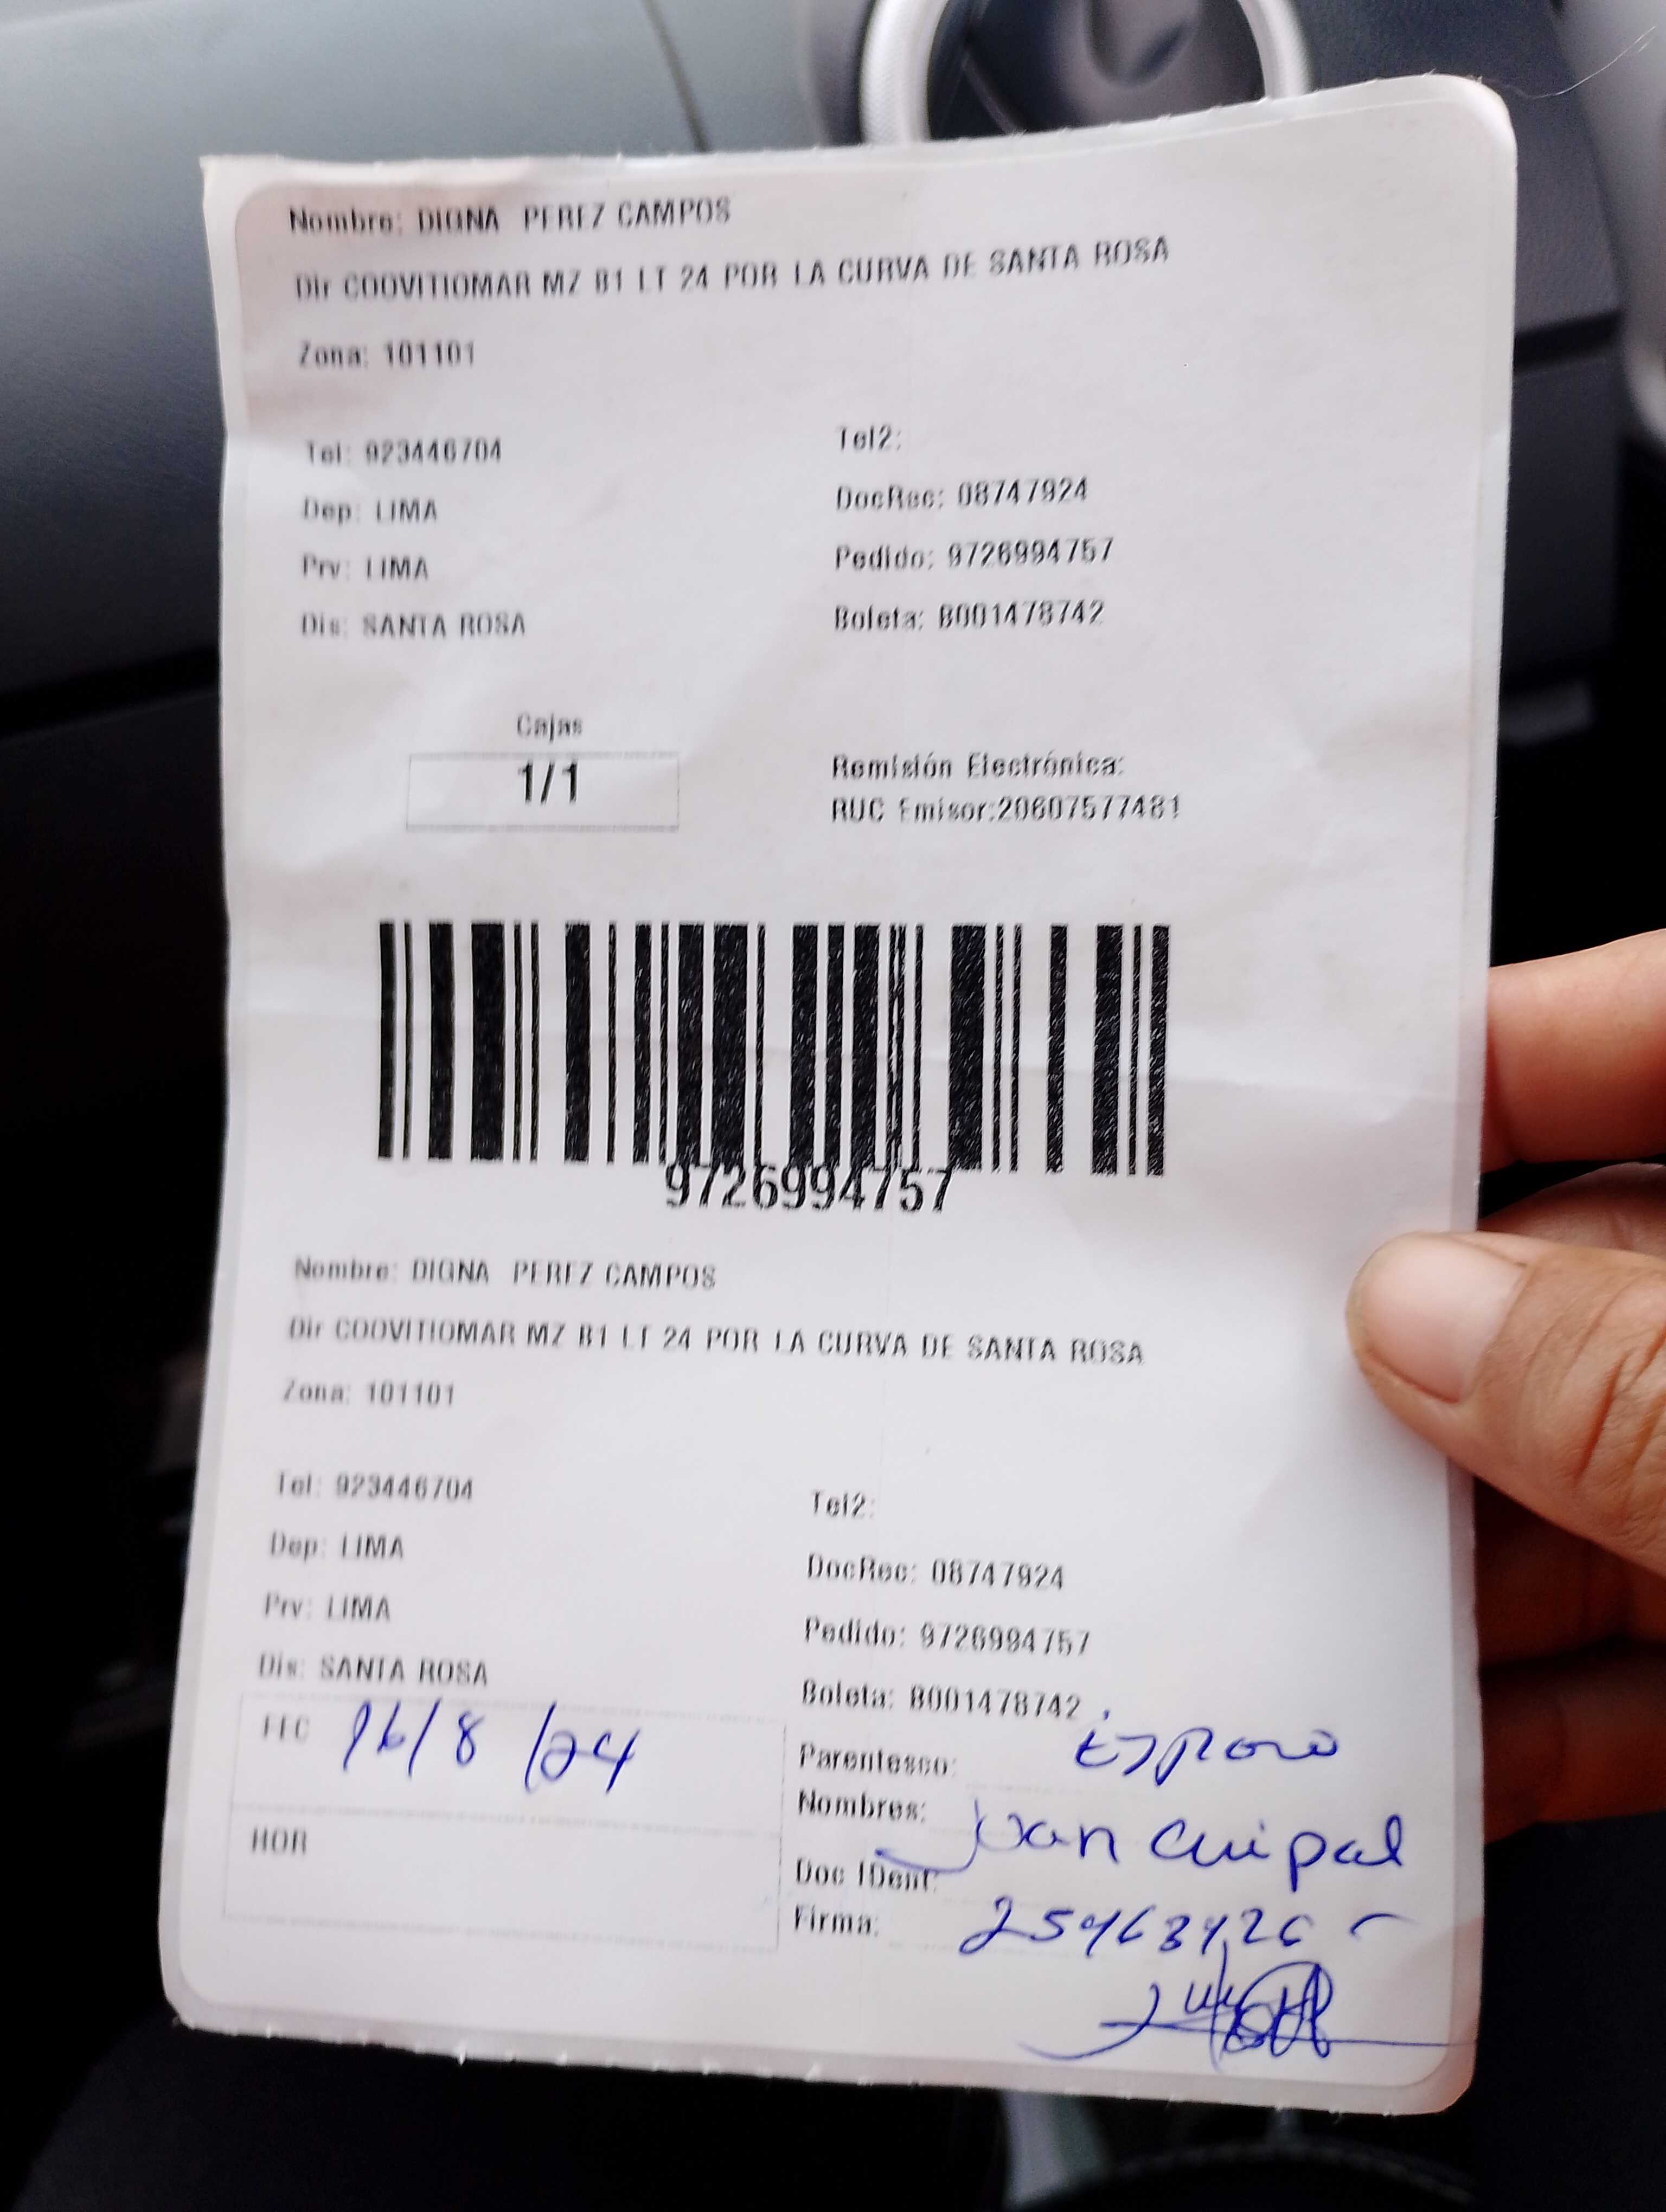 Nombre: DIGNA PEREZ CAMPOS
Dir COOVITIOMAR MZ B1 LT 24 POR LA CURVA DE SANTA ROSA
Zona: 101101
Tel: 923446704
Tel2:
Dep: LIMA
DocRec: 08747924
Prv: LIMA
Pedido: 9726994757
Dis: SANTA ROSA
Boleta: B001478742
Cajas
1/1
Remisión Electrónica:
RUC Emisor:20607577481
9726994757
Nombre: DIGNA PEREZ CAMPOS
Dir COOVITIOMAR MZ B1 LT 24 POR LA CURVA DE SANTA ROSA
Zona: 101101
Tel: 923446704
Tel2:
Dep: LIMA
DocRec: 08747924
Prv: LIMA
Pedido: 9726994757
Dis: SANTA ROSA
Boleta: B001478742
FEC 16/8/24
Parentesco: Esposo
Nombres: Juan Quipal
HOR
Doc IDent:
Firma: